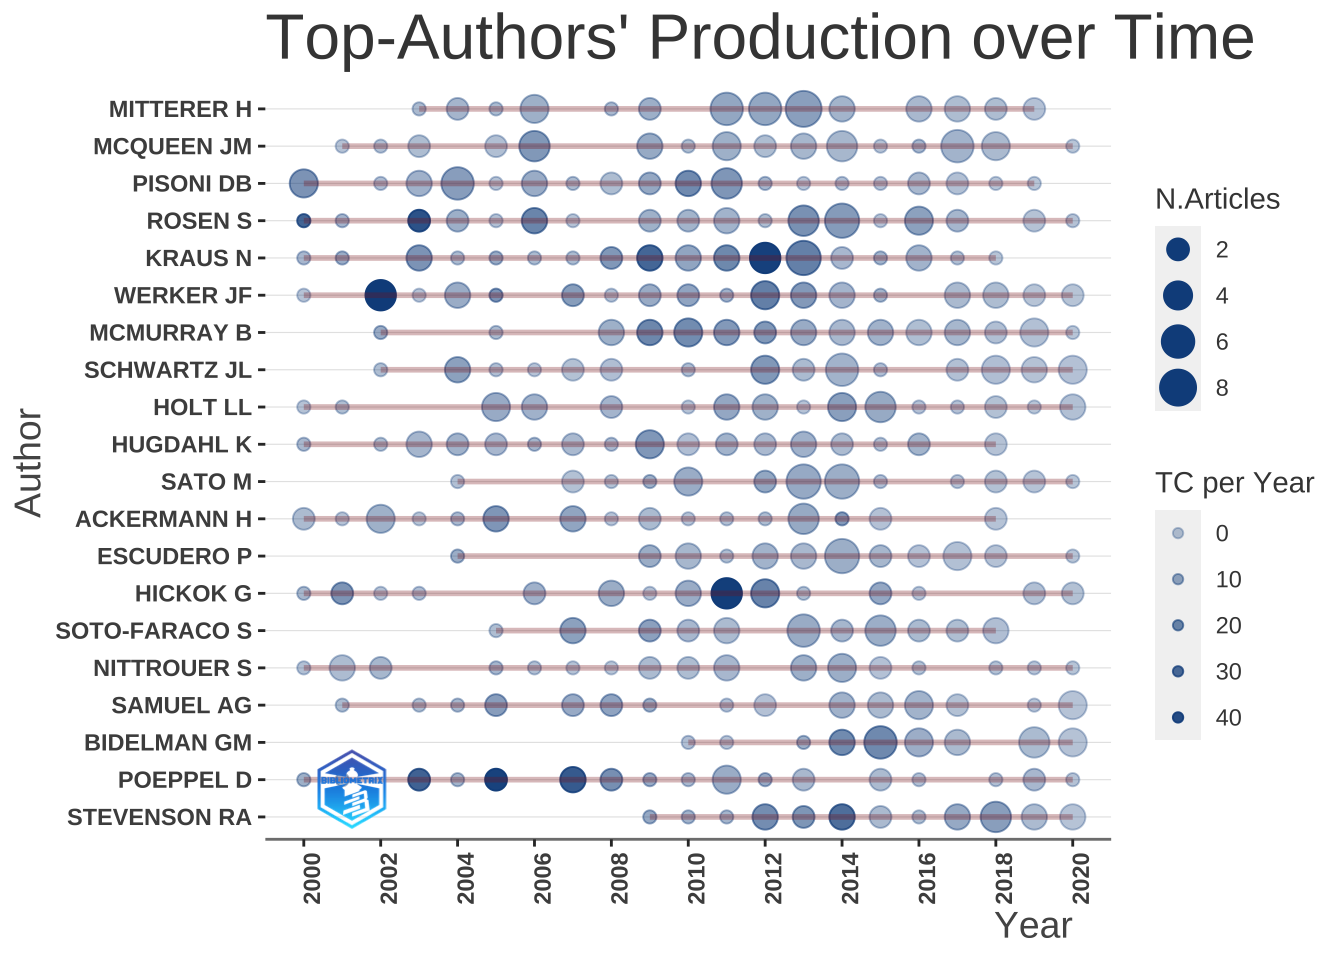 Top-Authors' Production over Time
MITTERER H
MCQUEEN JM
PISONI DB
ROSEN S
KRAUS N
WERKER JF
MCMURRAY B
SCHWARTZ JL
HOLT LL
HUGDAHL K
SATO M
ACKERMANN H
ESCUDERO P
HICKOK G
SOTO-FARACO S
NITTROUER S
SAMUEL AG
BIDELMAN GM
POEPPEL D
STEVENSON RA
Author
BIBLIOMETRIX
2000
2002
2004
2006
2008
2010
2012
2014
2016
2018
2020
Year
N.Articles
2
4
6
8
TC per Year
0
10
20
30
40